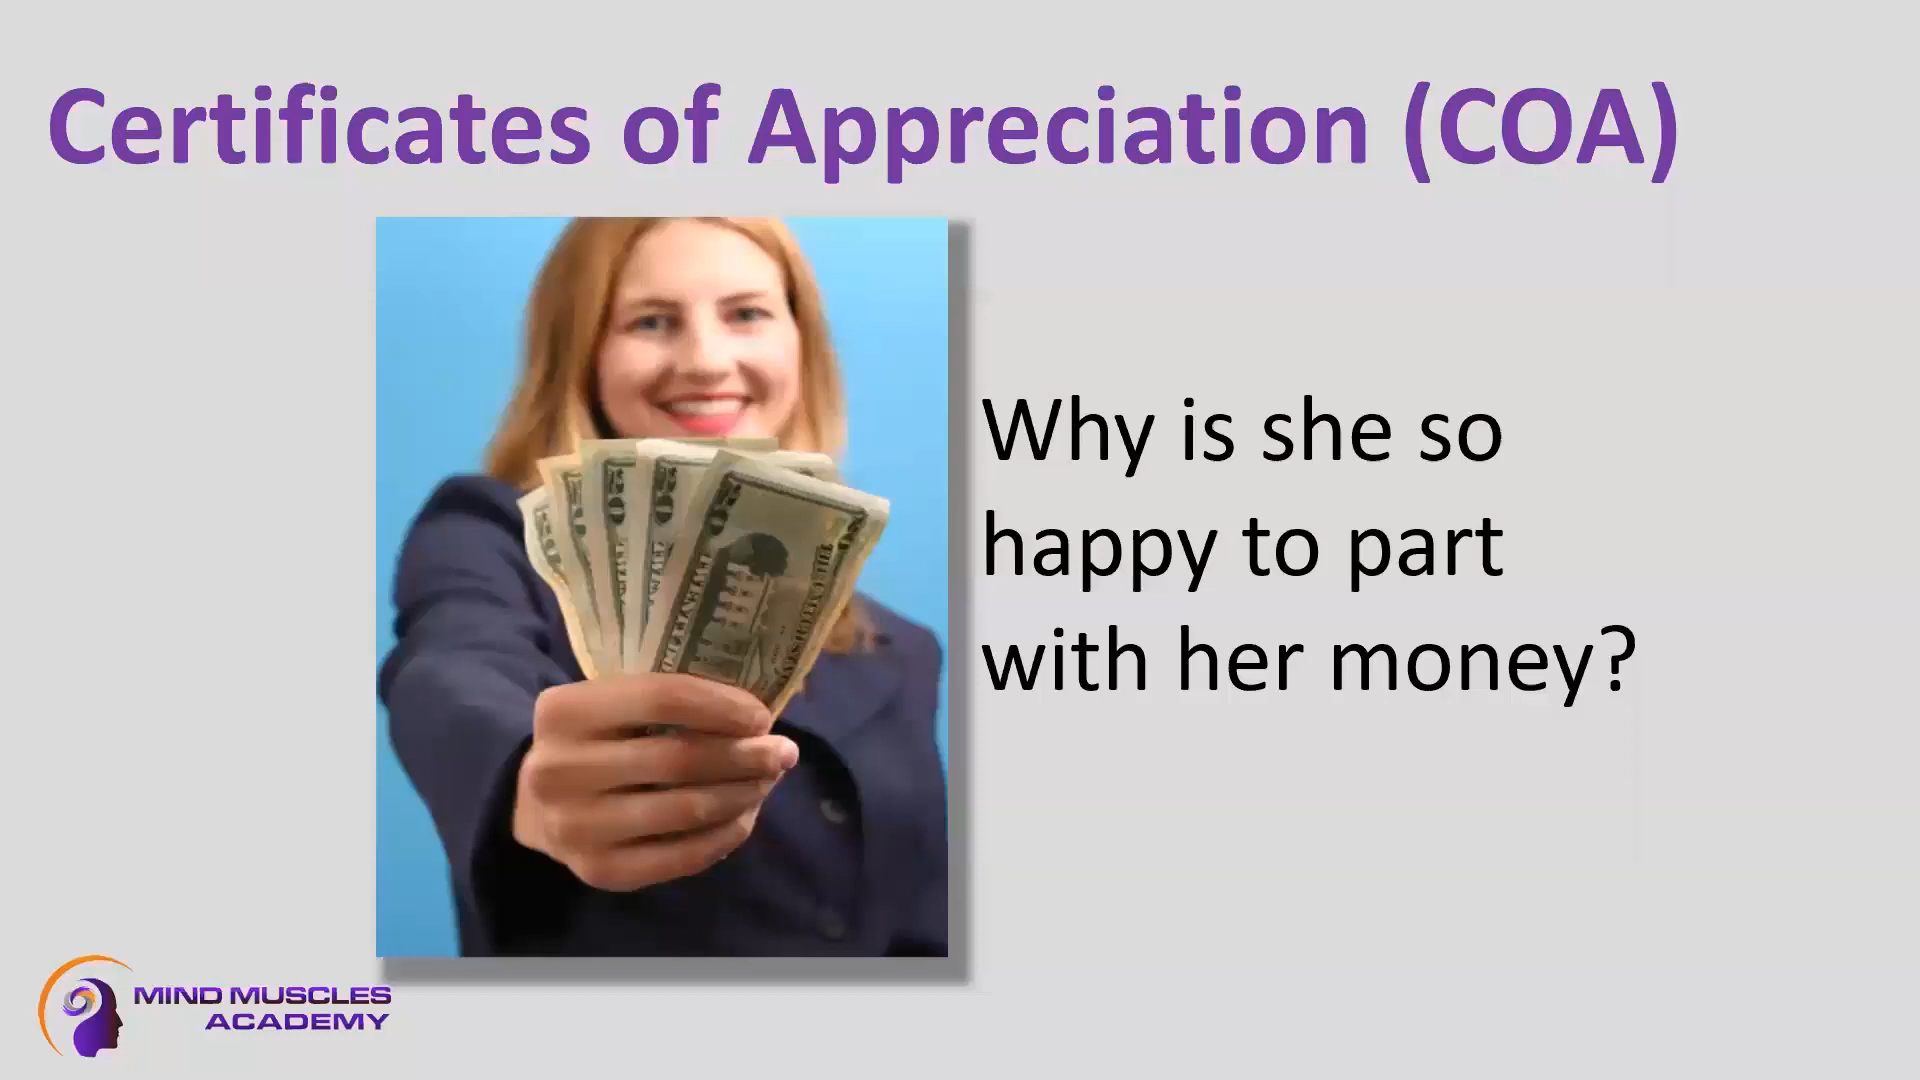 Certificates of Appreciation (COA)
Why is she so
happy to part
with her money?
MIND MUSCLES
ACADEMY